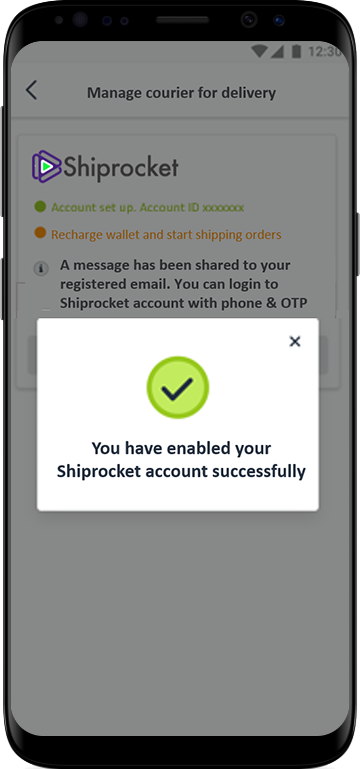 12:30
Manage courier for delivery
Shiprocket
Account set up. Account ID xxxxxxx
Recharge wallet and start shipping orders
A message has been shared to your
registered email. You can login to
Shiprocket account with phone & OTP
You have enabled your
Shiprocket account successfully